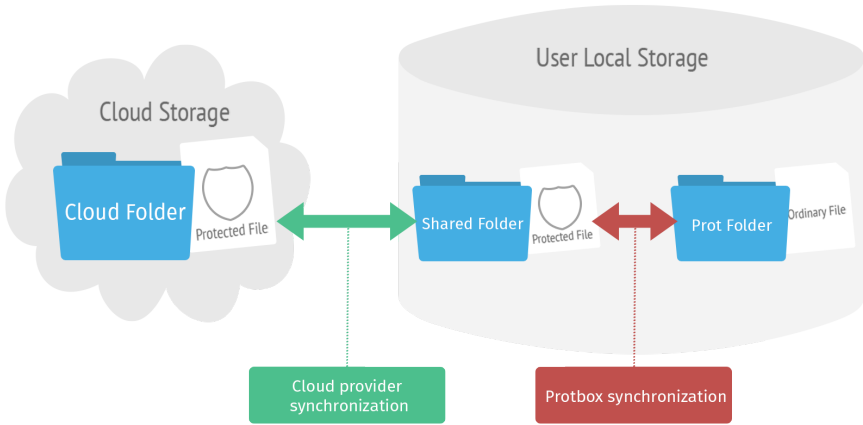 User Local Storage
Cloud Storage
Cloud Folder
Protected File
Shared Folder
Protected File
Prot Folder
Ordinary File
Cloud provider
synchronization
Protbox synchronization